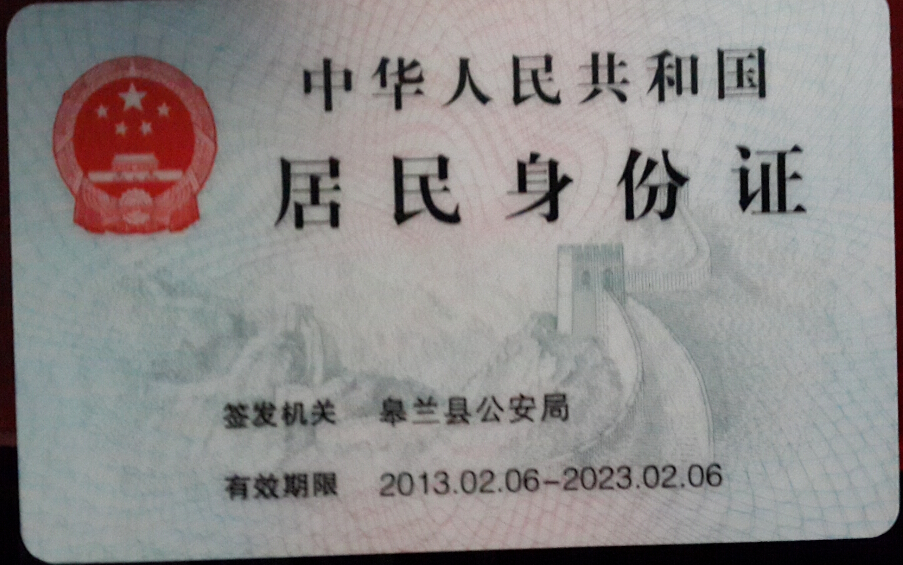 中华人民共和国
居民身份证
签发机关 皋兰县公安局
有效期限 2013.02.06-2023.02.06